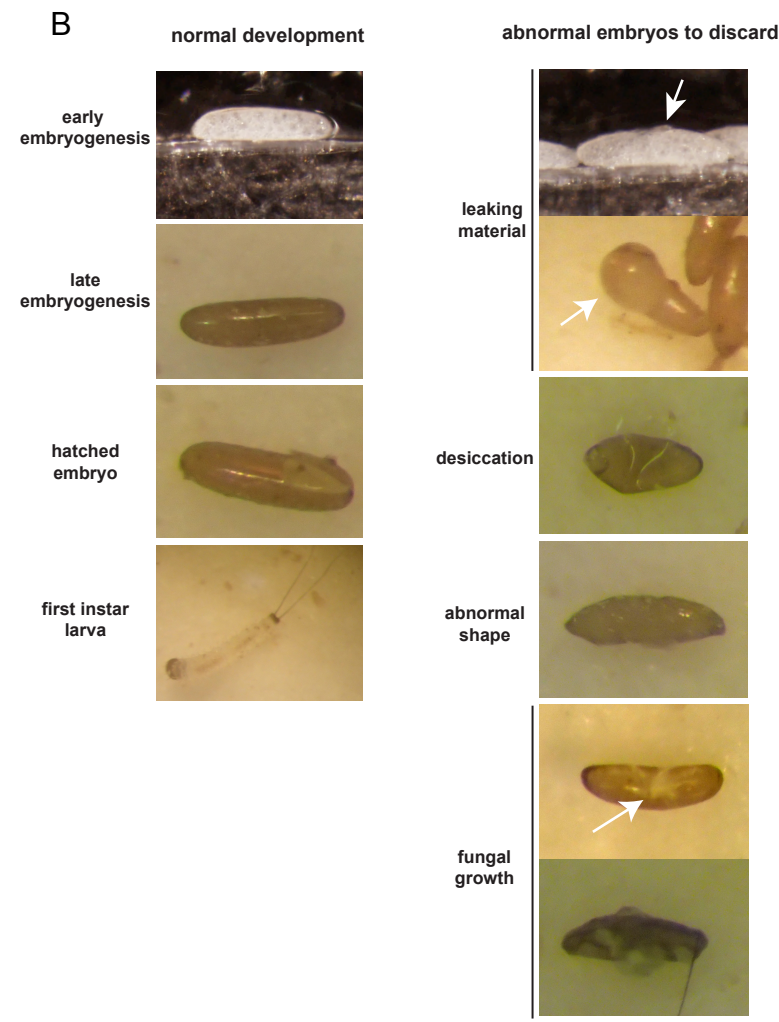 B
normal development
early
embryogenesis
late
embryogenesis
hatched
embryo
first instar
larva
abnormal embryos to discard
leaking
material
desiccation
abnormal
shape
fungal
growth